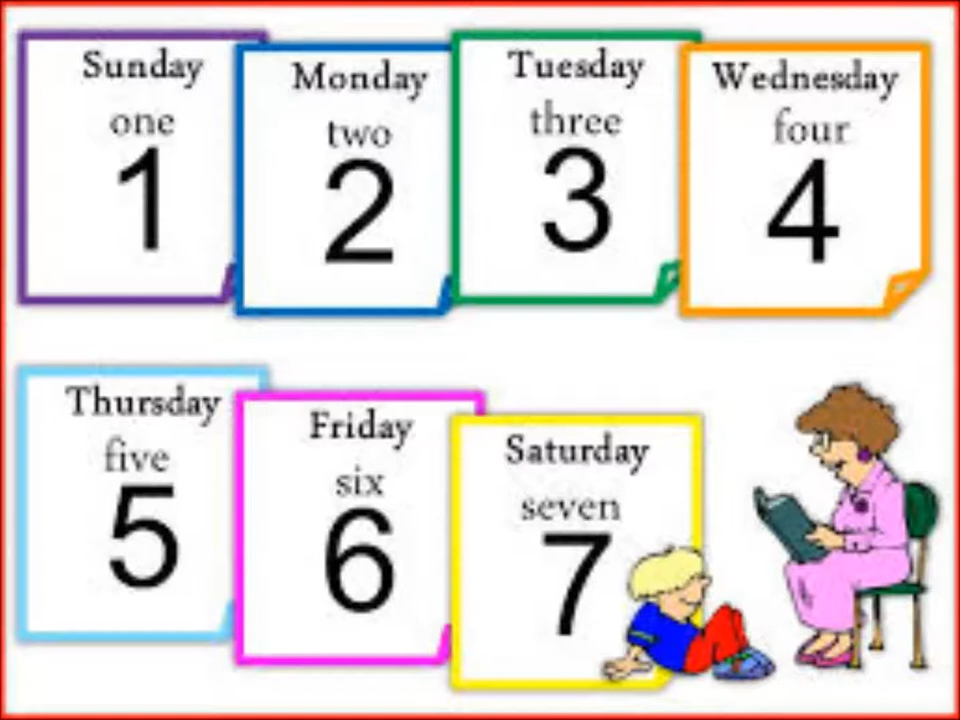 Sunday
one
1
Monday
two
2
Tuesday
three
3
Wednesday
four
4
Thursday
five
5
Friday
six
6
Saturday
seven
7